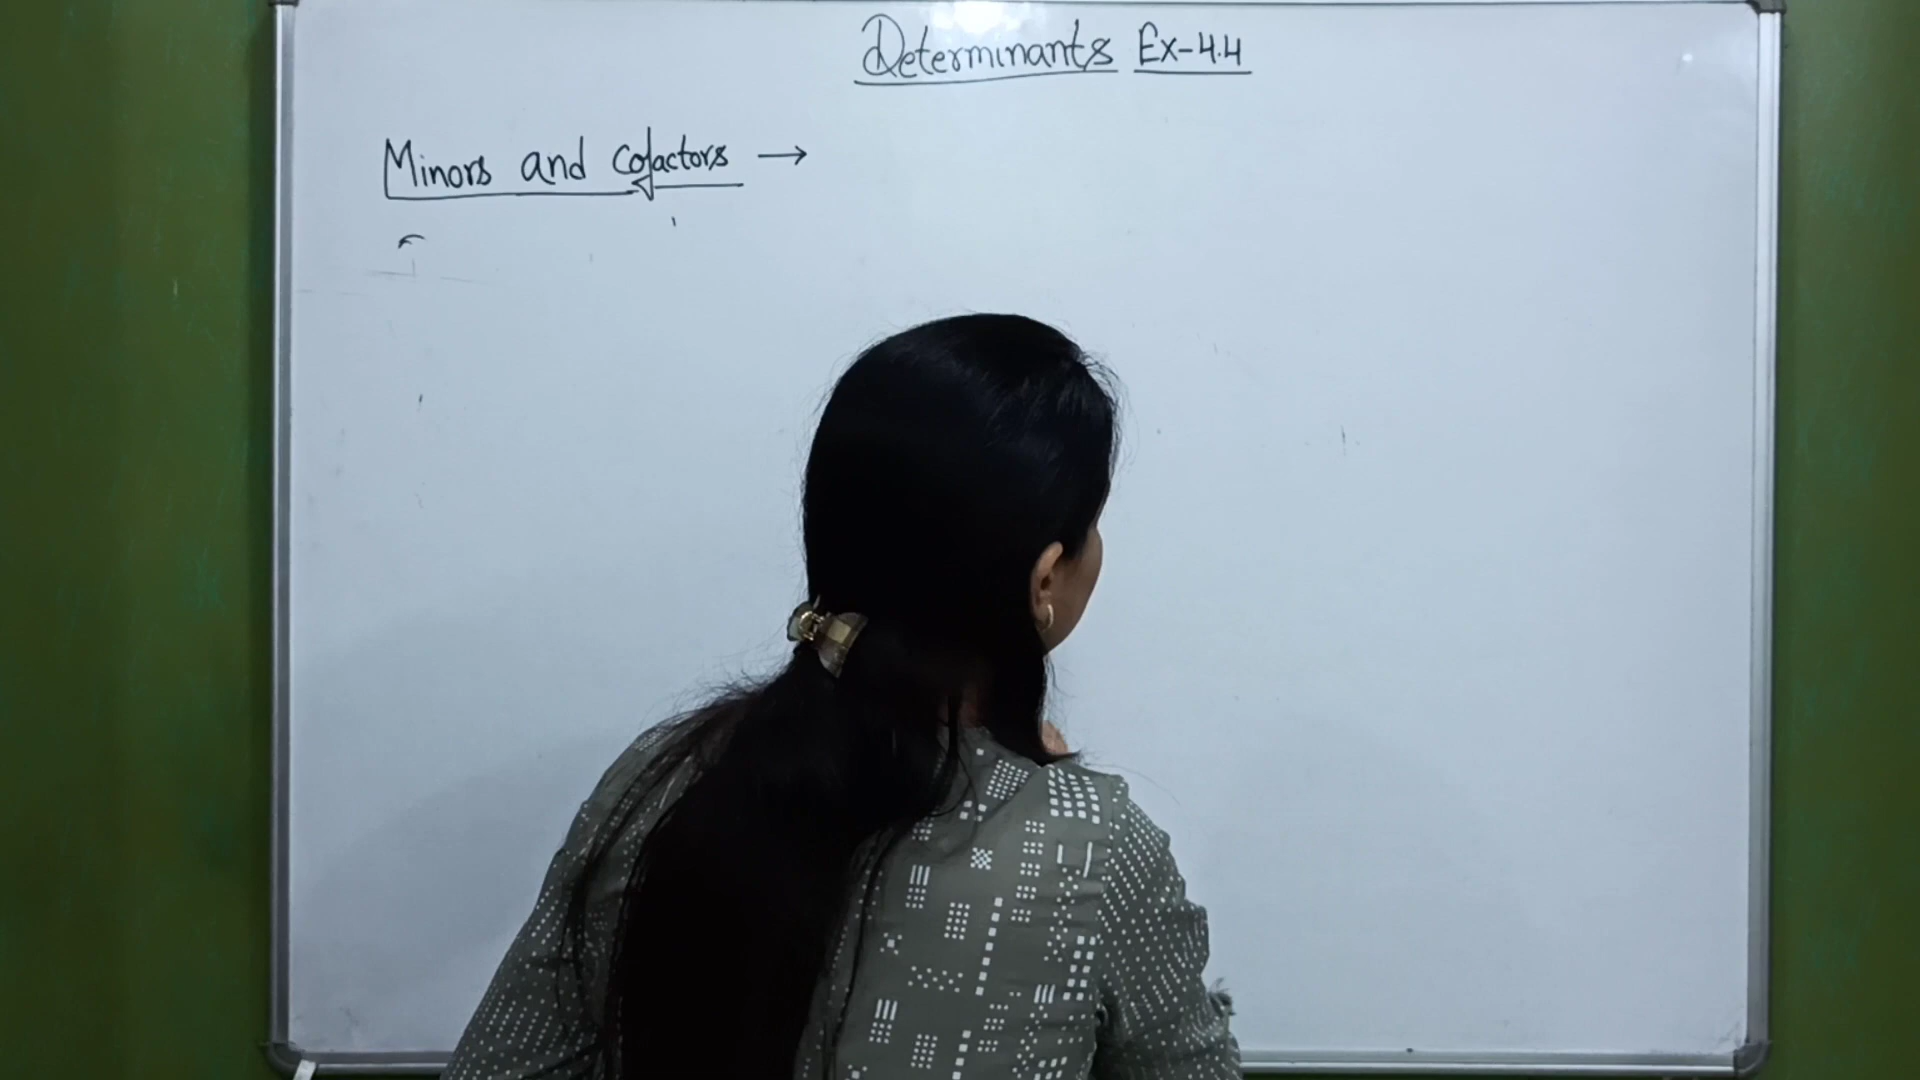 Determinants Ex-4.4
Minors and Cofactors →